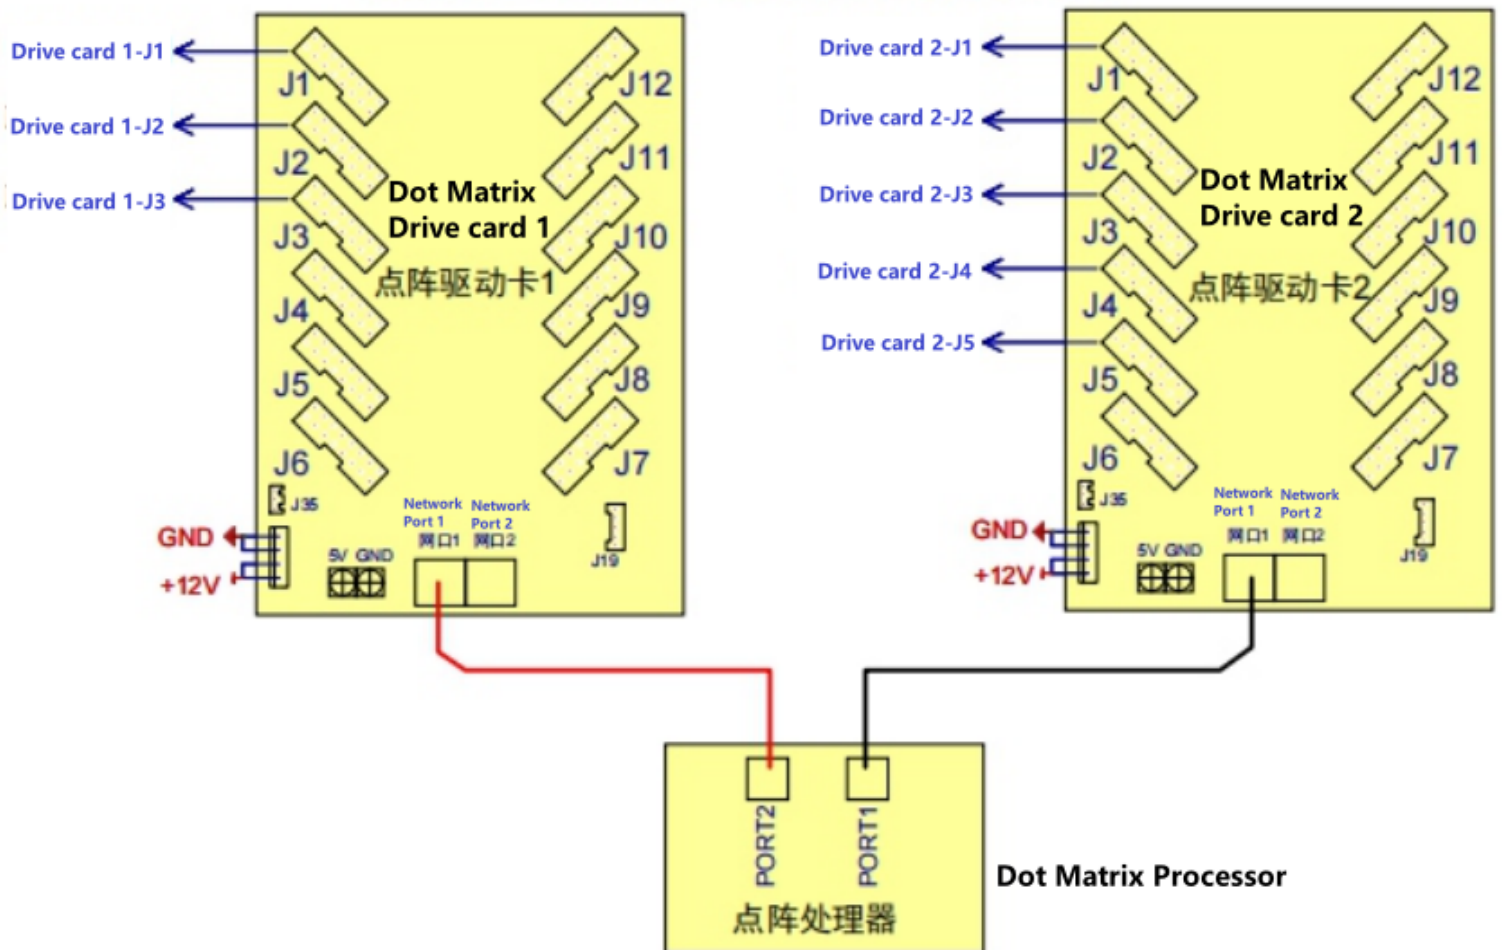 Drive card 1-J1
Drive card 1-J2
Drive card 1-J3
J1
J2
J3
J4
J5
J6
J12
J11
J10
J9
J8
J7
Dot Matrix
Drive card 1
点阵驱动卡1
J35
GND
+12V
5V GND
Network
Port 1
网口1
Network
Port 2
网口2
J19
Drive card 2-J1
Drive card 2-J2
Drive card 2-J3
Drive card 2-J4
Drive card 2-J5
J1
J2
J3
J4
J5
J6
J12
J11
J10
J9
J8
J7
Dot Matrix
Drive card 2
点阵驱动卡2
J35
GND
+12V
5V GND
Network
Port 1
网口1
Network
Port 2
网口2
J19
PORT2
PORT1
点阵处理器
Dot Matrix Processor